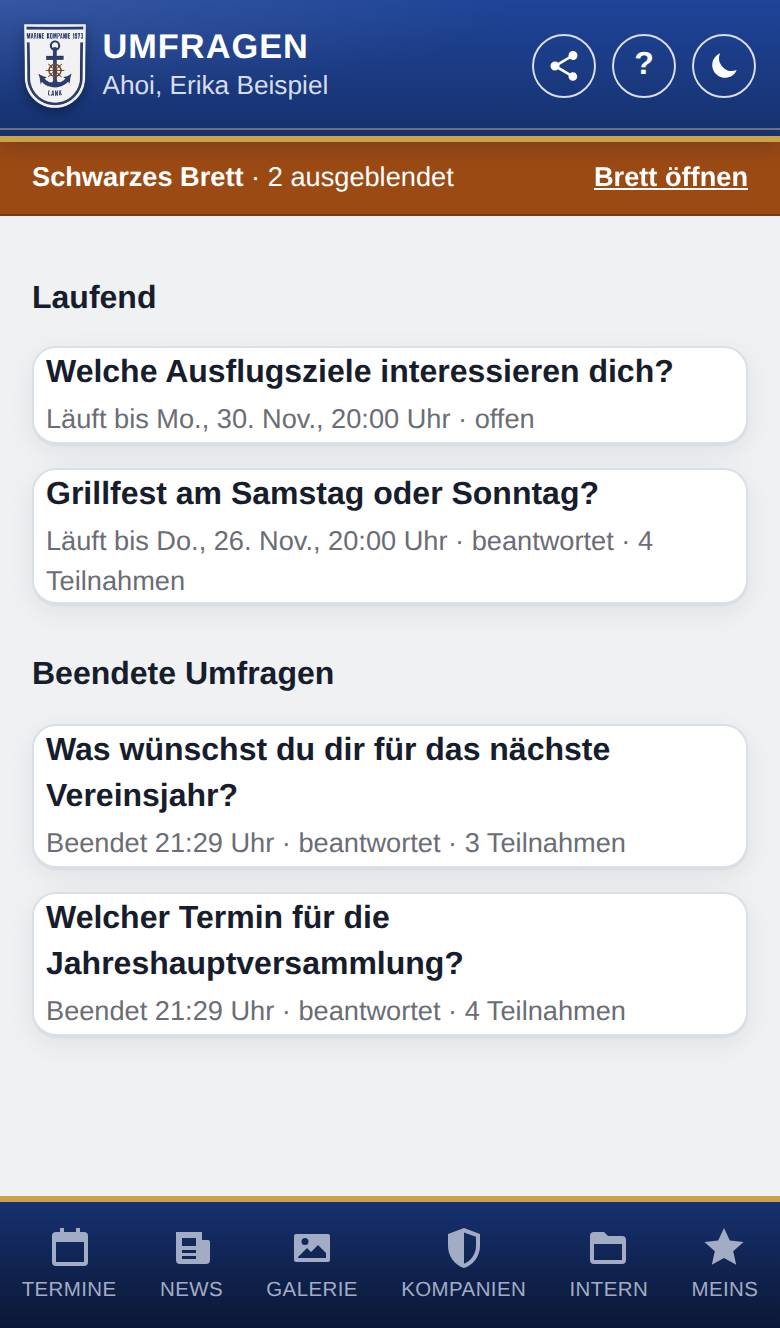 MARINE KOMPANIE 1973
LANK
UMFRAGEN
Ahoi, Erika Beispiel
?
Schwarzes Brett · 2 ausgeblendet
Brett öffnen
Laufend
Welche Ausflugsziele interessieren dich?
Läuft bis Mo., 30. Nov., 20:00 Uhr · offen
Grillfest am Samstag oder Sonntag?
Läuft bis Do., 26. Nov., 20:00 Uhr · beantwortet · 4
Teilnahmen
Beendete Umfragen
Was wünschst du dir für das nächste
Vereinsjahr?
Beendet 21:29 Uhr · beantwortet · 3 Teilnahmen
Welcher Termin für die
Jahreshauptversammlung?
Beendet 21:29 Uhr · beantwortet · 4 Teilnahmen
TERMINE NEWS GALERIE KOMPANIEN INTERN MEINS